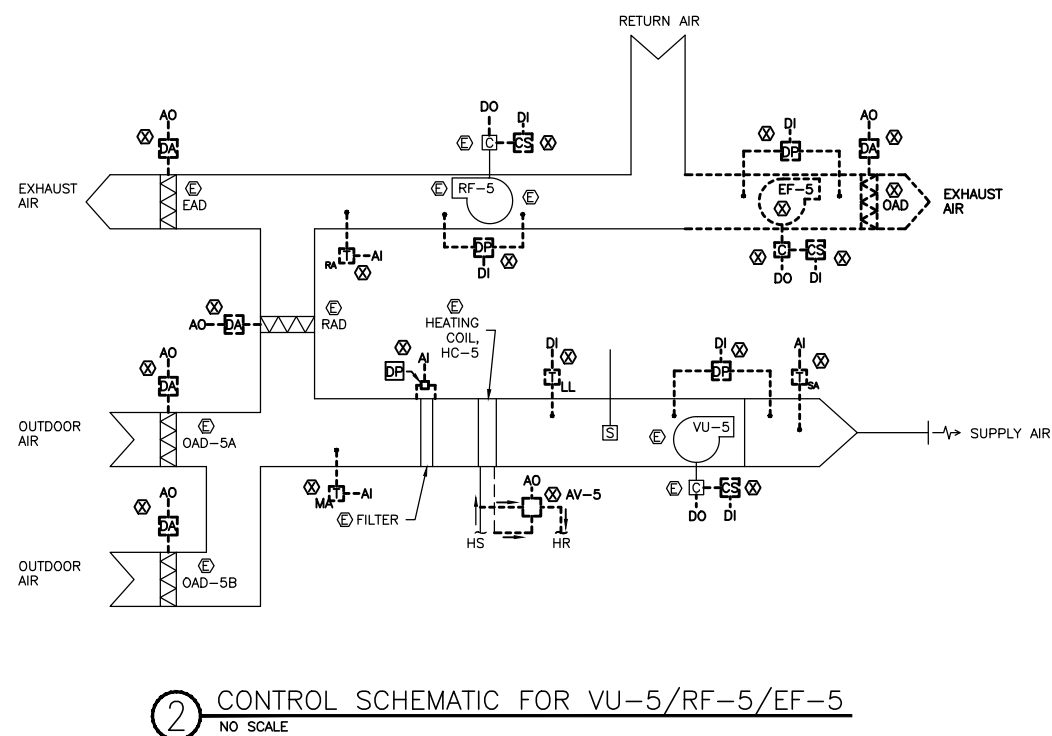 RETURN AIR
AO
X
DA
DO
DI
E
C
CS
X
X
DI
DP
AO
X
DA
EXHAUST
AIR
E
EAD
E
RF-5
E
EF-5
X
X
OAD
EXHAUST
AIR
RA
T
AI
X
DP
X
DI
X
C
CS
X
DO
DI
X
AO
DA
E
RAD
E
HEATING
COIL,
HC-5
X
AI
DP
DI
X
T
LL
DI
X
DP
AI
X
T
SA
AO
X
DA
OUTDOOR
AIR
E
OAD-5A
S
E
VU-5
SUPPLY AIR
X
T
AI
MA
E
FILTER
AO
X
AV-5
E
C
CS
X
DO
DI
HS
HR
AO
X
DA
OUTDOOR
AIR
E
OAD-5B
2
CONTROL SCHEMATIC FOR VU-5/RF-5/EF-5
NO SCALE